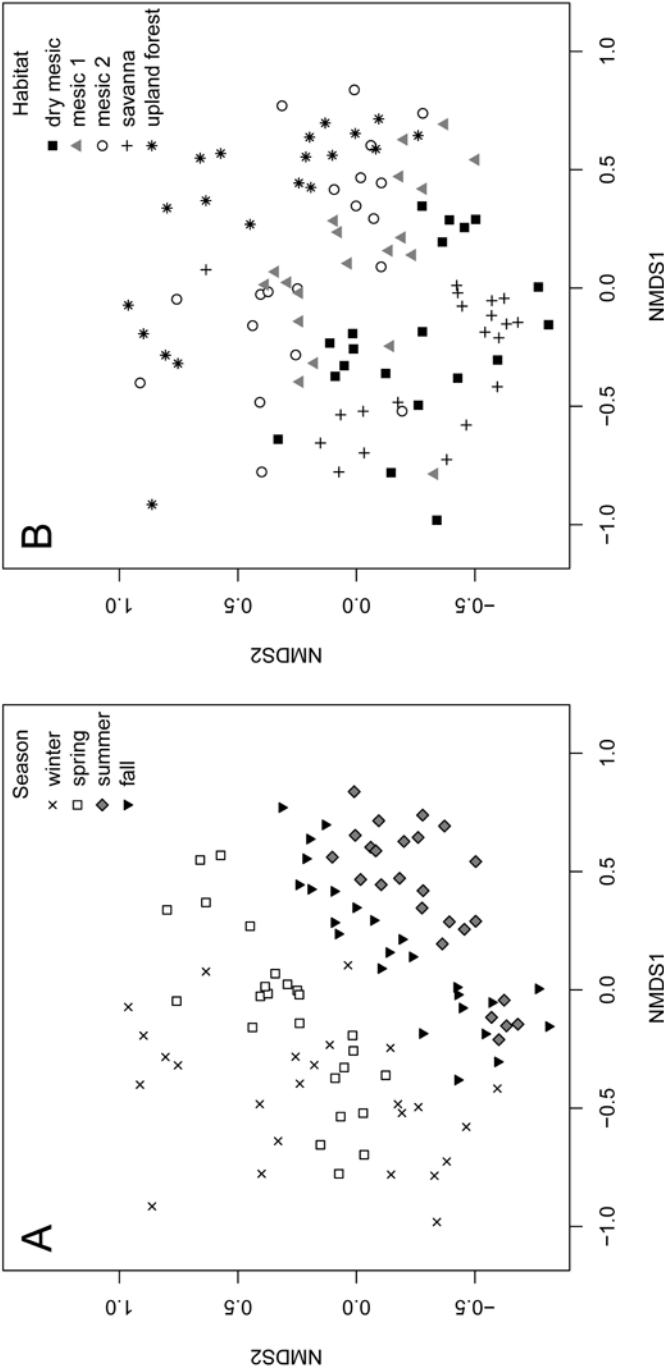 A
Season
winter
spring
summer
fall
1.0
0.5
0.0
−0.5
NMDS2
−1.0
−0.5
0.0
0.5
1.0
NMDS1
B
Habitat
dry mesic
mesic 1
mesic 2
savanna
upland forest
1.0
0.5
0.0
−0.5
NMDS2
−1.0
−0.5
0.0
0.5
1.0
NMDS1